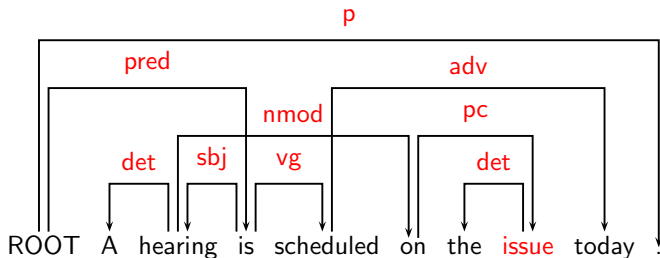 p
pred adv
nmod pc
det sbj vg det
ROOT A hearing is scheduled on the issue today .